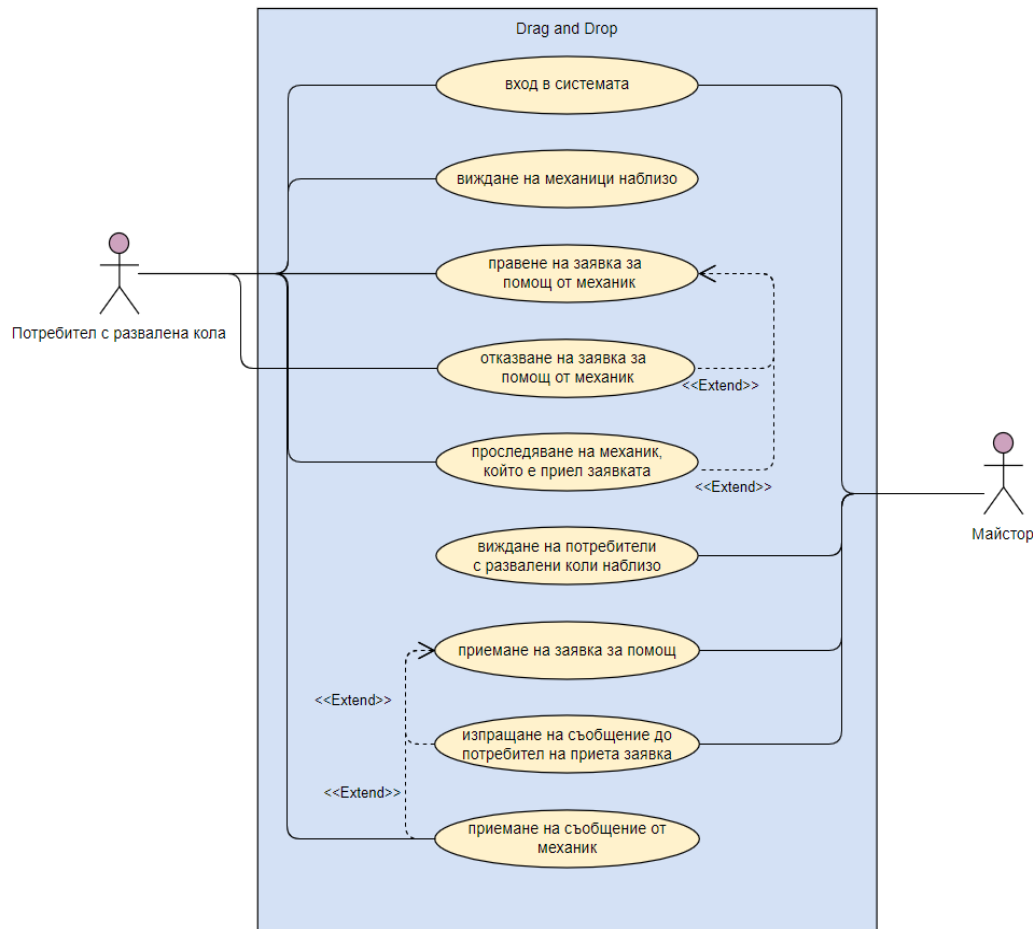 Drag and Drop
вход в системата
виждане на механици наблизо
правене на заявка за
помощ от механик
Потребител с развалена кола
отказване на заявка за
помощ от механик
<<Extend>>
проследяване на механик,
който е приел заявката
<<Extend>>
Майстор
виждане на потребители
с развалени коли наблизо
приемане на заявка за помощ
<<Extend>>
изпращане на съобщение до
потребител на приета заявка
<<Extend>>
приемане на съобщение от
механик